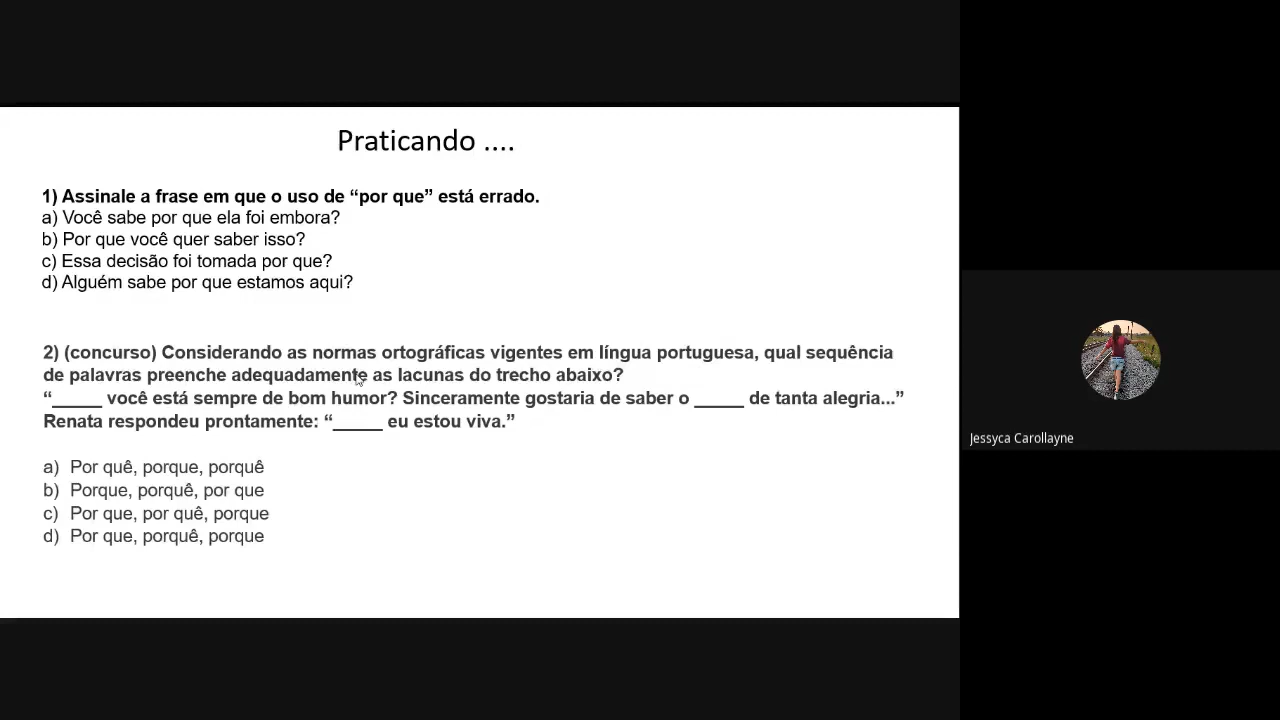 Praticando ....
1) Assinale a frase em que o uso de “por que” está errado.
a) Você sabe por que ela foi embora?
b) Por que você quer saber isso?
c) Essa decisão foi tomada por que?
d) Alguém sabe por que estamos aqui?
2) (concurso) Considerando as normas ortográficas vigentes em língua portuguesa, qual sequência
de palavras preenche adequadamente as lacunas do trecho abaixo?
“_____ você está sempre de bom humor? Sinceramente gostaria de saber o _____ de tanta alegria...”
Renata respondeu prontamente: “_____ eu estou viva.”
a) Por quê, porque, porquê
b) Porque, porquê, por que
c) Por que, por quê, porque
d) Por que, porquê, porque
Jessyca Carollayne